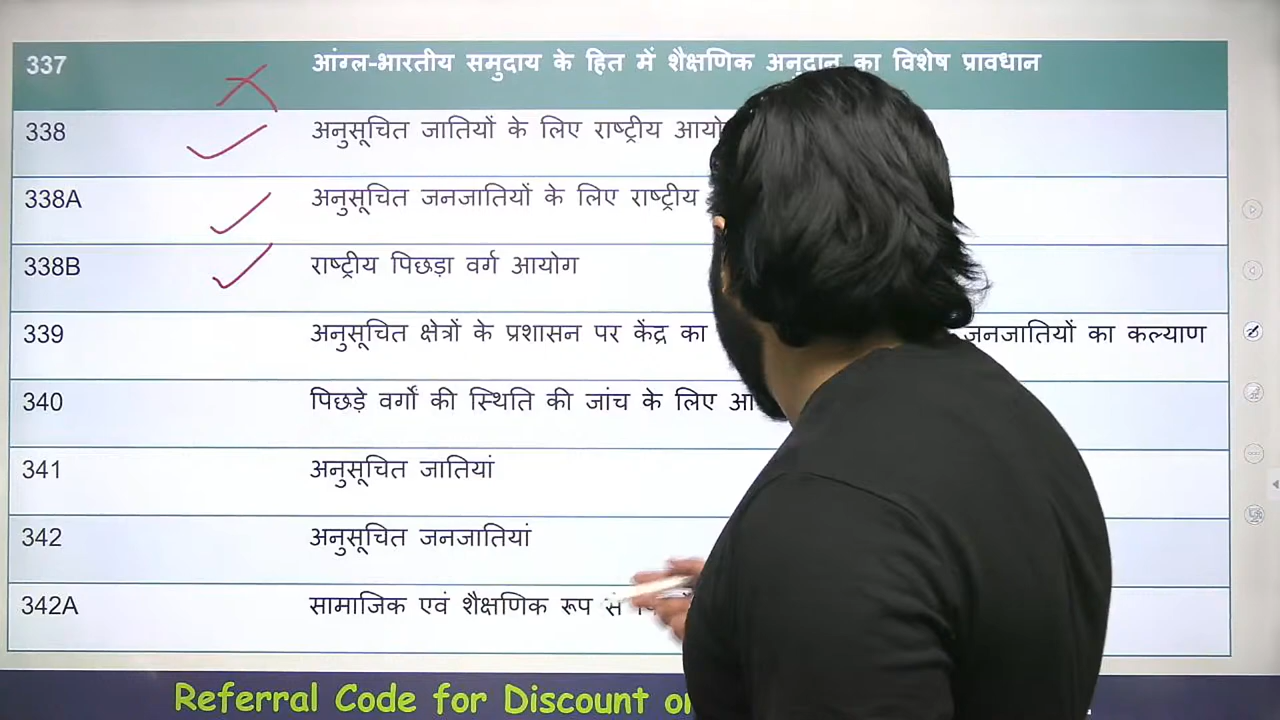 337 आंग्ल-भारतीय समुदाय के हित में शैक्षणिक अनुदान का विशेष प्रावधान
338 अनुसूचित जातियों के लिए राष्ट्रीय
338A अनुसूचित जनजातियों के लिए राष्ट्रीय
338B राष्ट्रीय पिछड़ा वर्ग आयोग
339 अनुसूचित क्षेत्रों के प्रशासन पर केंद्र का जनजातियों का कल्याण
340 पिछड़े वर्गों की स्थिति की जांच के लिए
341 अनुसूचित जातियां
342 अनुसूचित जनजातियां
342A सामाजिक एवं शैक्षणिक रूप से
Referral Code for Discount